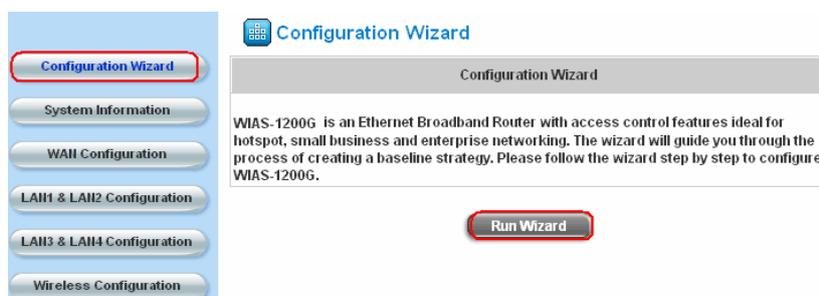 Configuration Wizard
Configuration Wizard
System Information
WAN Configuration
LAN1 & LAN2 Configuration
LAN3 & LAN4 Configuration
Wireless Configuration
Configuration Wizard
WIAS-1200G is an Ethernet Broadband Router with access control features ideal for
hotspot, small business and enterprise networking. The wizard will guide you through the
process of creating a baseline strategy. Please follow the wizard step by step to configure
WIAS-1200G.
Run Wizard